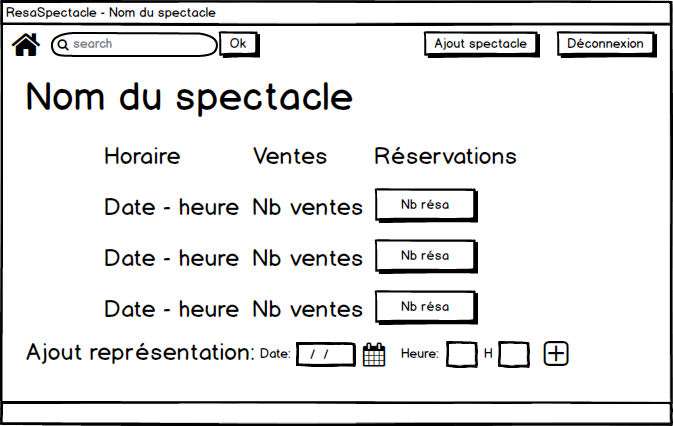 ResaSpectacle - Nom du spectacle
search Ok Ajout spectacle Déconnexion
Nom du spectacle
Horaire Ventes Réservations
Date - heure Nb ventes Nb résa
Date - heure Nb ventes Nb résa
Date - heure Nb ventes Nb résa
Ajout représentation: Date: / / Heure: H